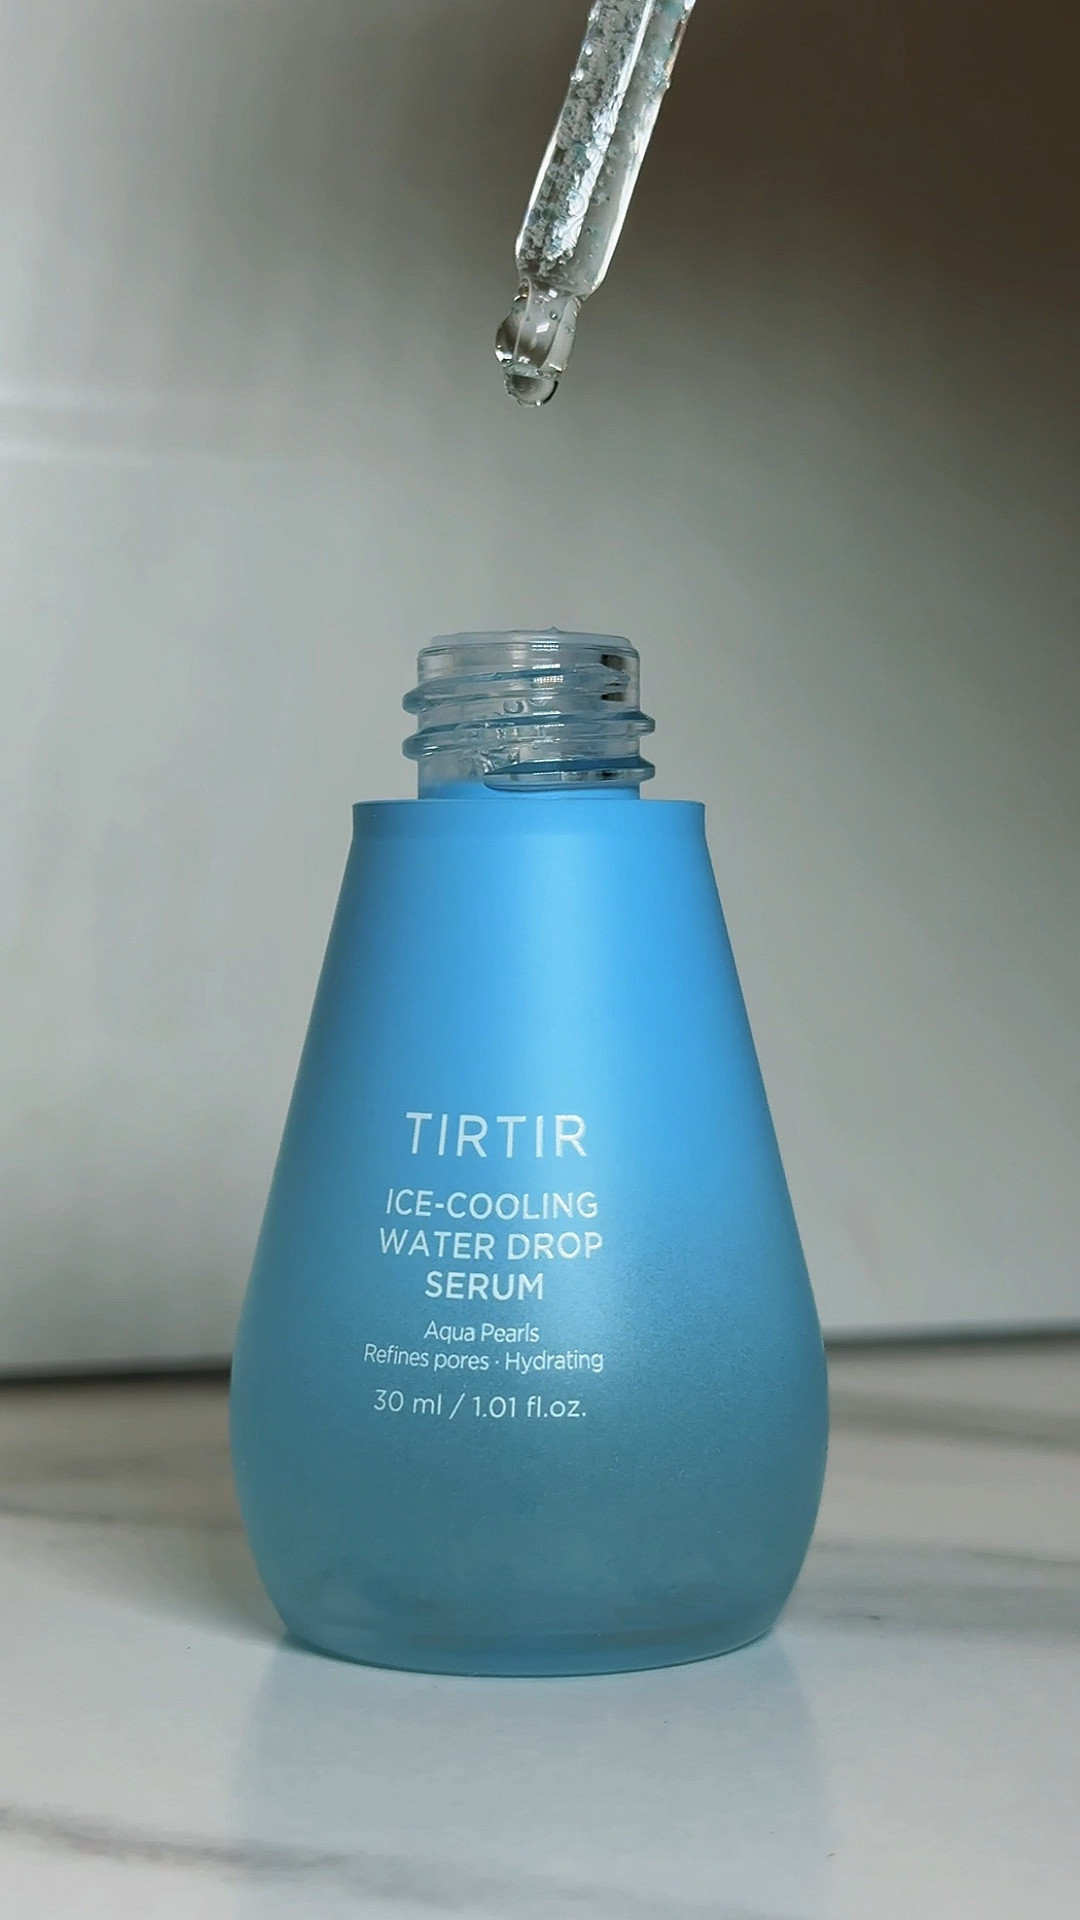 TIRTIR
ICE-COOLING
WATER DROP
SERUM
Aqua Pearls
Refines pores · Hydrating
30 ml / 1.01 fl.oz.